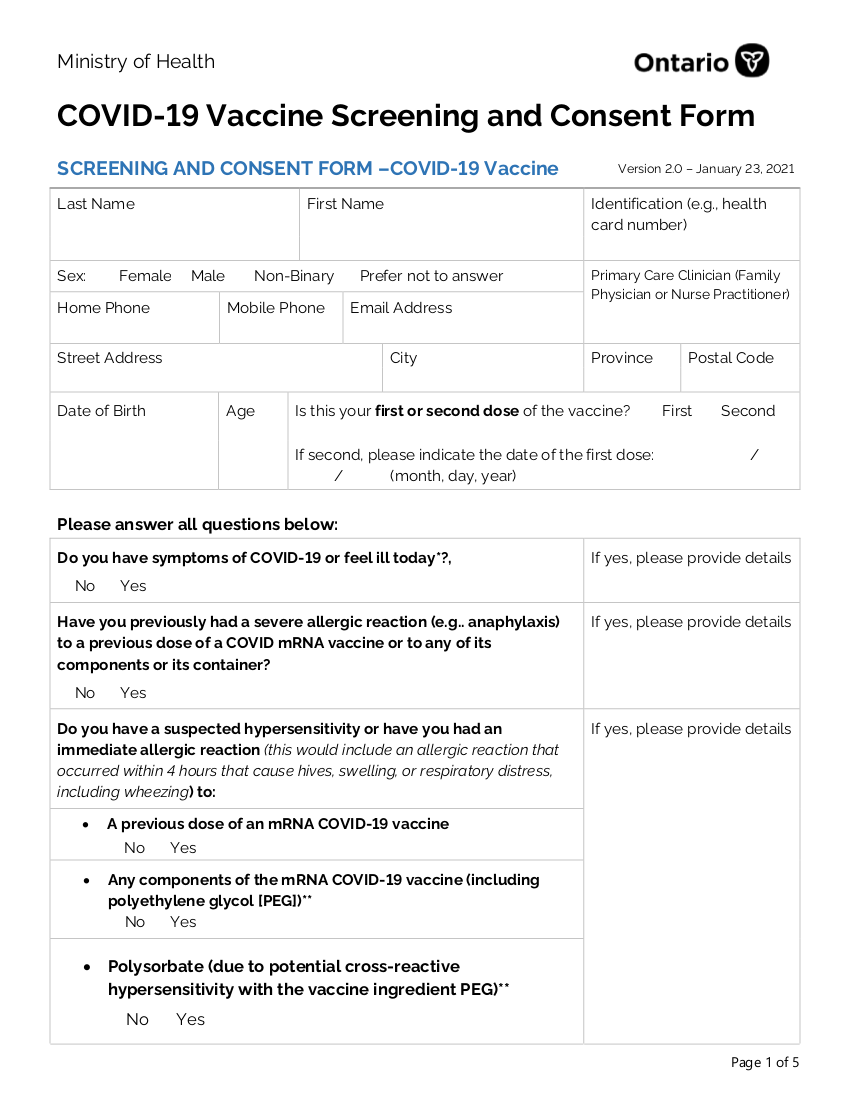 Ministry of Health
Ontario
COVID-19 Vaccine Screening and Consent Form
SCREENING AND CONSENT FORM –COVID-19 Vaccine
Version 2.0 – January 23, 2021
Last Name
First Name
Identification (e.g., health
card number)
Sex: Female Male Non-Binary Prefer not to answer
Primary Care Clinician (Family
Physician or Nurse Practitioner)
Home Phone
Mobile Phone
Email Address
Street Address
City
Province
Postal Code
Date of Birth
Age
Is this your first or second dose of the vaccine? First Second
If second, please indicate the date of the first dose: /
/ (month, day, year)
Please answer all questions below:
Do you have symptoms of COVID-19 or feel ill today*?,
No Yes
If yes, please provide details
Have you previously had a severe allergic reaction (e.g.. anaphylaxis)
to a previous dose of a COVID mRNA vaccine or to any of its
components or its container?
No Yes
If yes, please provide details
Do you have a suspected hypersensitivity or have you had an
immediate allergic reaction (this would include an allergic reaction that
occurred within 4 hours that cause hives, swelling, or respiratory distress,
including wheezing) to:
If yes, please provide details
• A previous dose of an mRNA COVID-19 vaccine
No Yes
• Any components of the mRNA COVID-19 vaccine (including
polyethylene glycol [PEG])**
No Yes
• Polysorbate (due to potential cross-reactive
hypersensitivity with the vaccine ingredient PEG)**
No Yes
Page 1 of 5